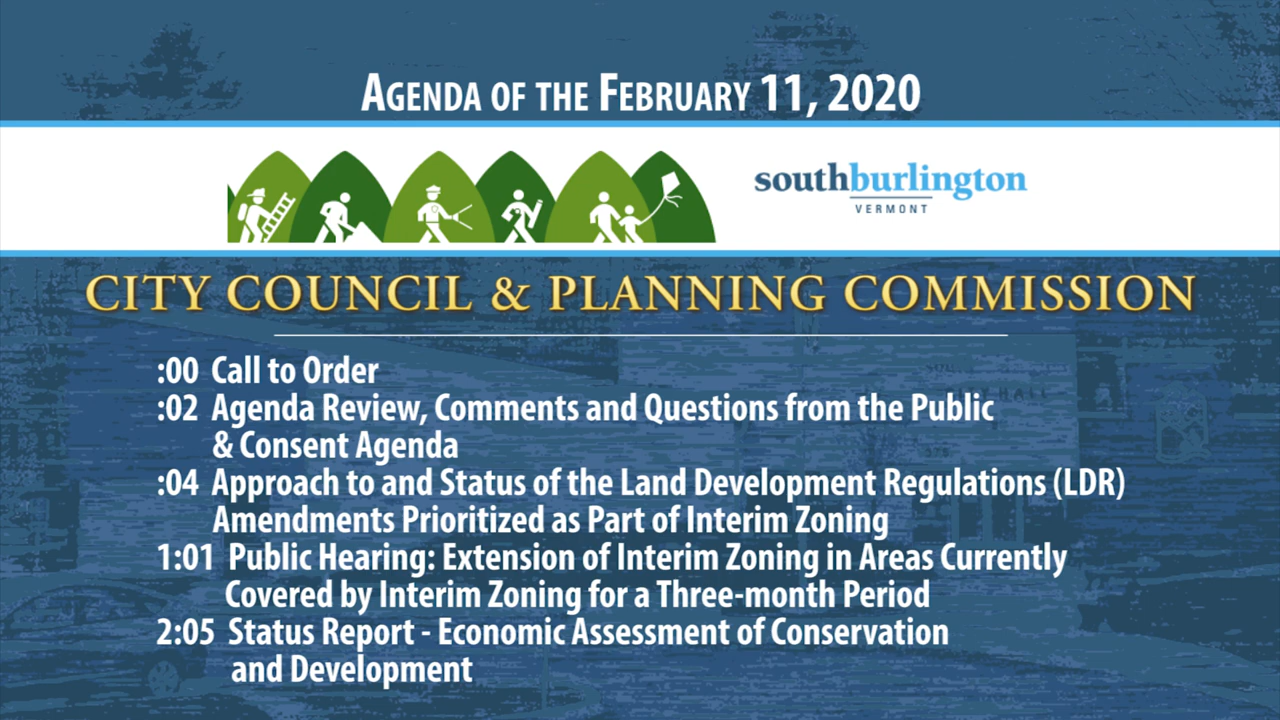 AGENDA OF THE FEBRUARY 11, 2020
southburlington
VERMONT
CITY COUNCIL & PLANNING COMMISSION
:00 Call to Order
:02 Agenda Review, Comments and Questions from the Public
& Consent Agenda
:04 Approach to and Status of the Land Development Regulations (LDR)
Amendments Prioritized as Part of Interim Zoning
1:01 Public Hearing: Extension of Interim Zoning in Areas Currently
Covered by Interim Zoning for a Three-month Period
2:05 Status Report - Economic Assessment of Conservation
and Development